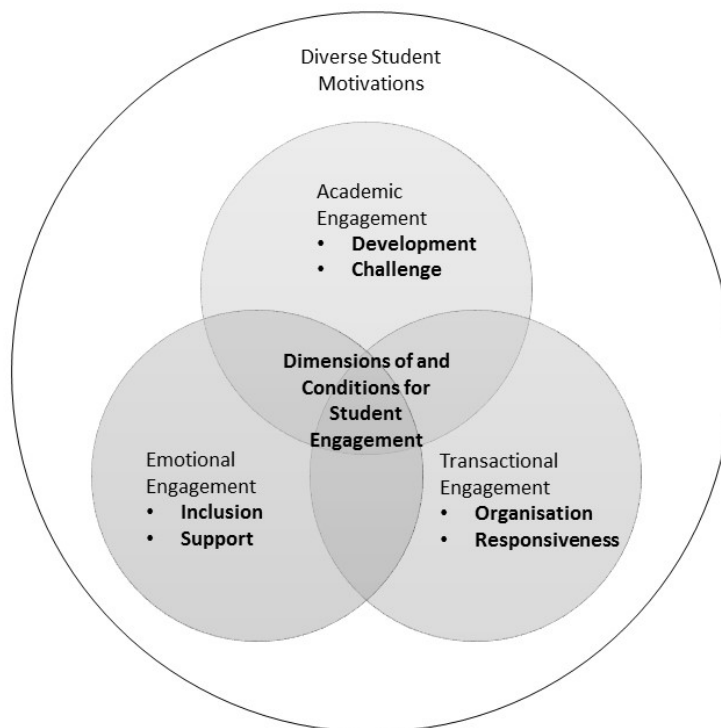 Diverse Student
Motivations
Academic
Engagement
• Development
• Challenge
Dimensions of and
Conditions for
Student
Engagement
Emotional
Engagement
• Inclusion
• Support
Transactional
Engagement
• Organisation
• Responsiveness